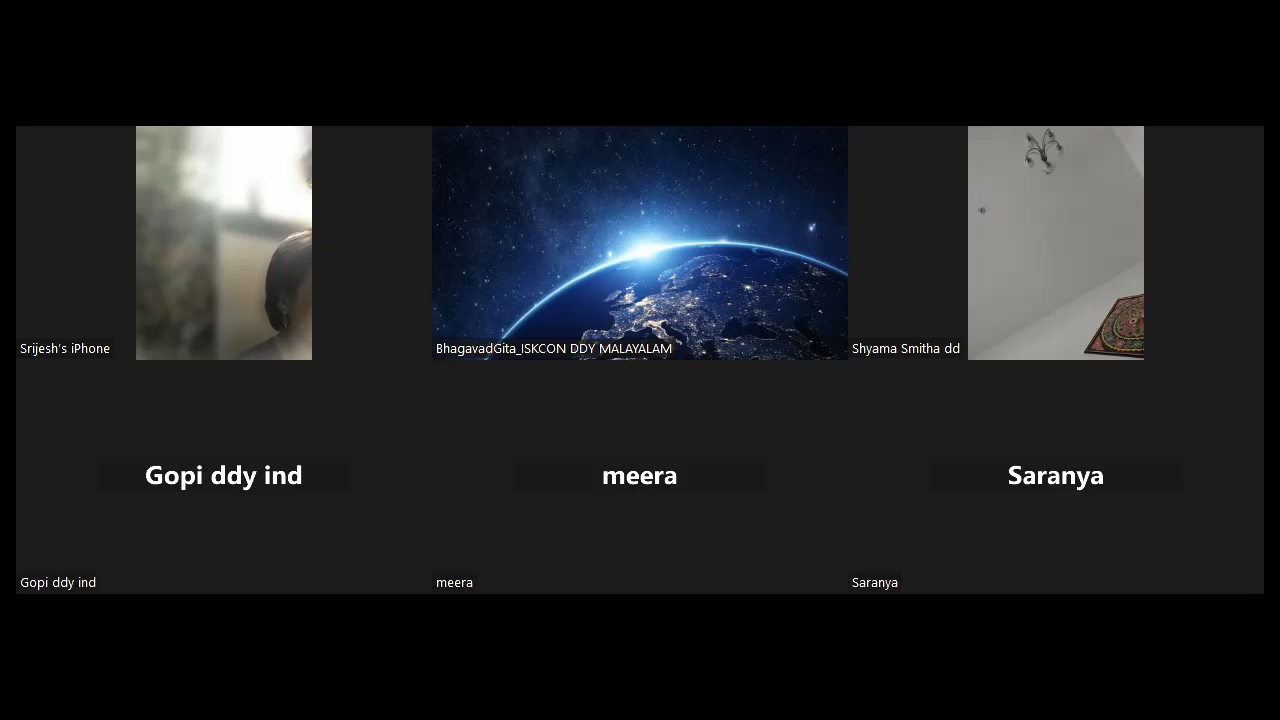 Srijesh's iPhone
BhagavadGita_ISKCON DDY MALAYALAM
Shyama Smitha dd
Gopi ddy ind
meera
Saranya
Gopi ddy ind
meera
Saranya